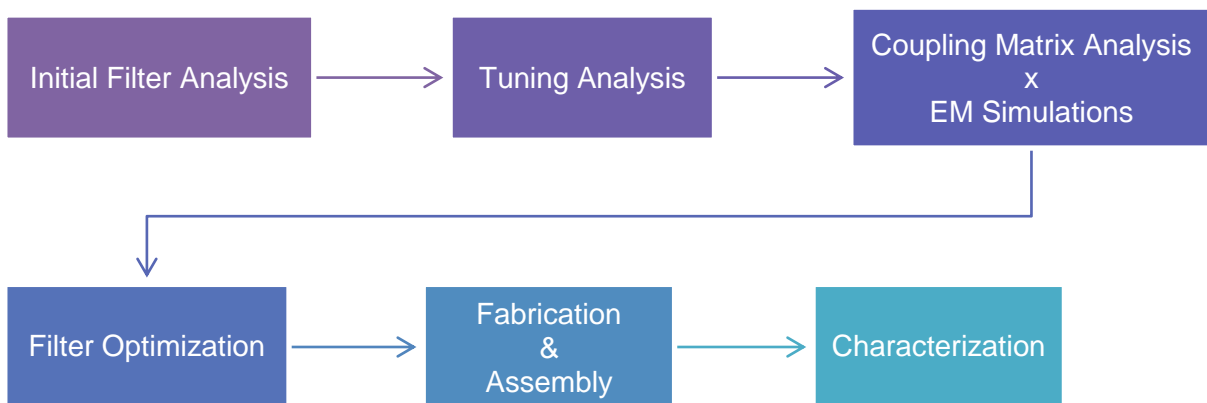 Initial Filter Analysis
Tuning Analysis
Coupling Matrix Analysis
x
EM Simulations
Filter Optimization
Fabrication
&
Assembly
Characterization